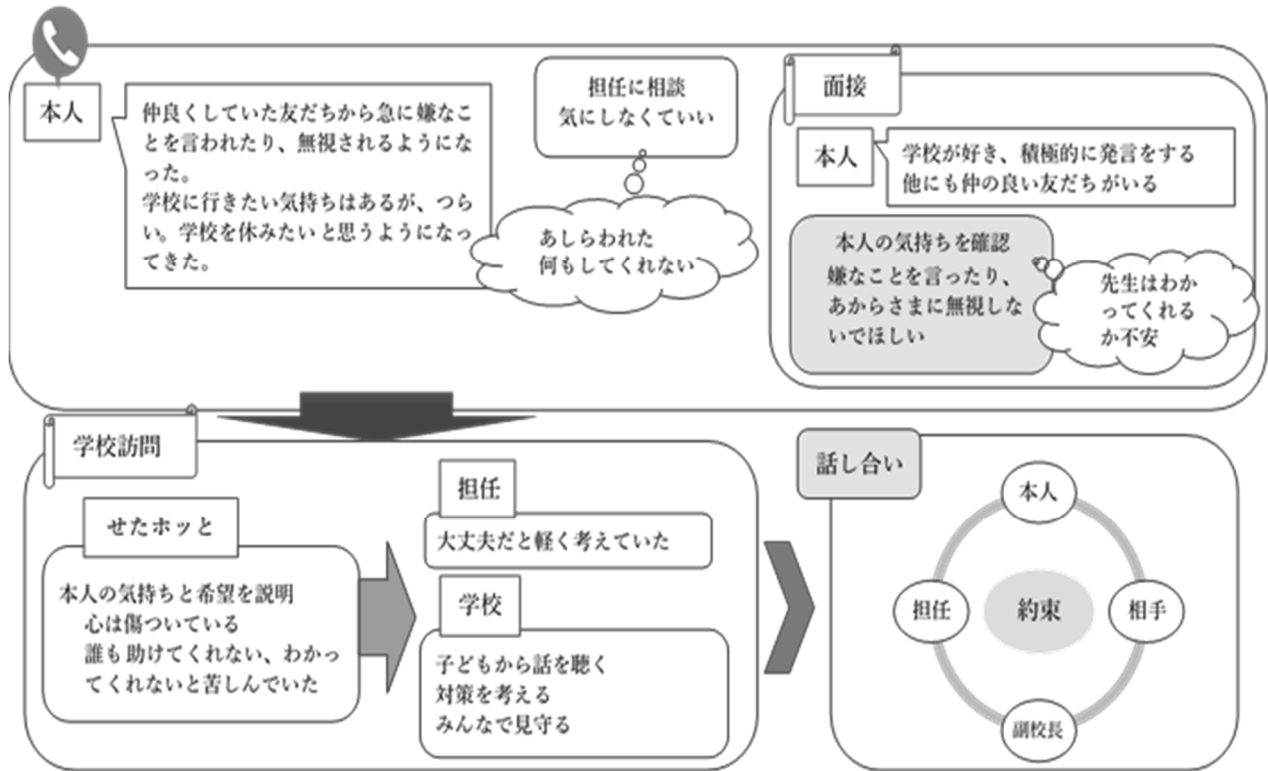 本人
仲良くしていた友だちから急に嫌なこ
とを言われたり、無視されるようにな
った。
学校に行きたい気持ちはあるが、つら
い。学校を休みたいと思うようになっ
てきた。
担任に相談
気にしなくていい
あしらわれた
何もしてくれない
面接
本人
学校が好き、積極的に発言をする
他にも仲の良い友だちがいる
本人の気持ちを確認
嫌なことを言ったり、
あからさまに無視しな
いでほしい
先生はわか
ってくれる
か不安
学校訪問
せたホッと
本人の気持ちと希望を説明
心は傷ついている
誰も助けてくれない、わかっ
てくれないと苦しんでいた
担任
大丈夫だと軽く考えていた
学校
子どもから話を聴く
対策を考える
みんなで見守る
話し合い
本人
担任
約束
相手
副校長